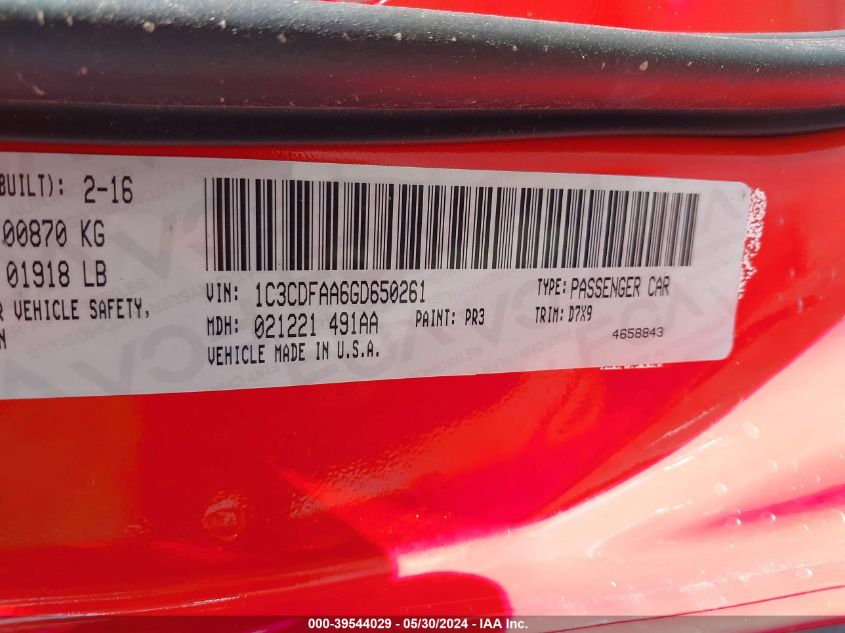 BUILT): 2-16
00870 KG
01918 LB
VEHICLE SAFETY,
VIN: 1C3CDFAA6GD650261 TYPE: PASSENGER CAR
MDH: 021221 491AA PAINT: PR3 TRIM: D7X9
VEHICLE MADE IN U.S.A. 4658843
000-39544029 — 05/30/2024 — IAA Inc.